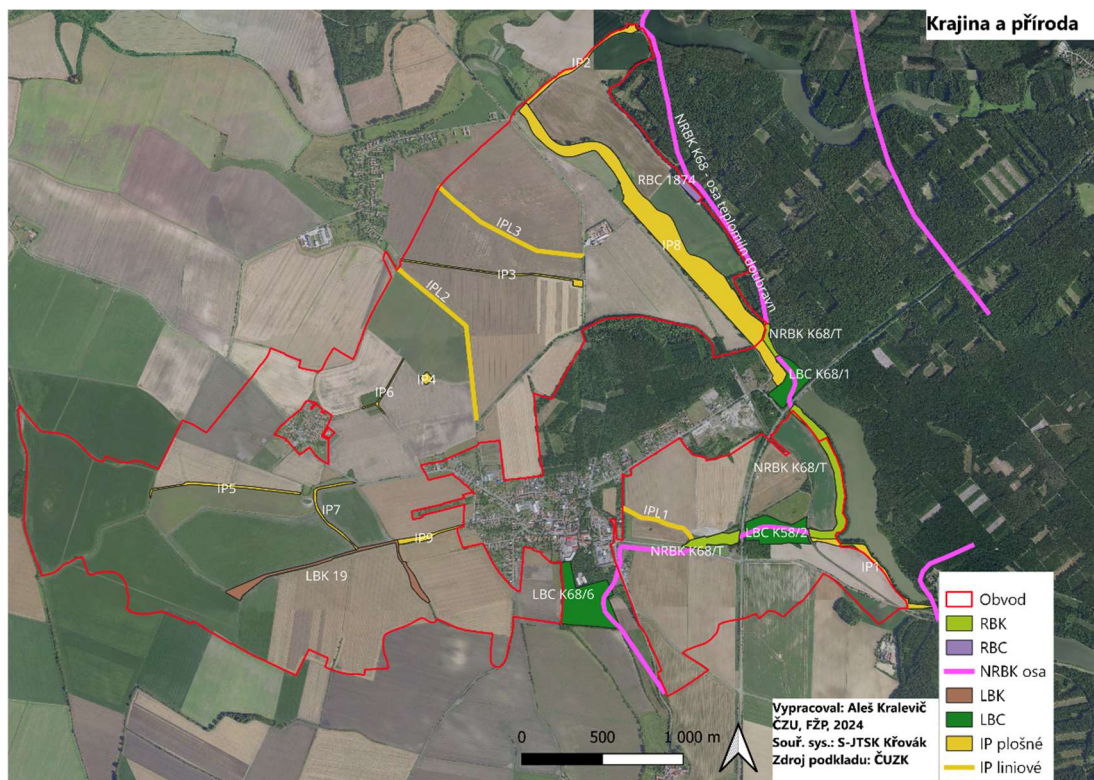 Krajina a příroda
IP2
NRBK K68 - osa teplomiln doubravn
RBC 1874
IPL3
IP8
IP3
IPL2
NRBK K68/T
LBC K68/1
IP4
IP6
NRBK K68/T
IP5
IP7
IPL1
LBC K58/2
IP9
NRBK K68/T
IP1
LBK 19
LBC K68/6
Obvod
RBK
RBC
NRBK osa
LBK
LBC
IP plošné
IP liniové
Vypracoval: Aleš Kralevič
ČZU, FŽP, 2024
Souř. sys.: S-JTSK Křovák
Zdroj podkladu: ČUZK
0 500 1 000 m